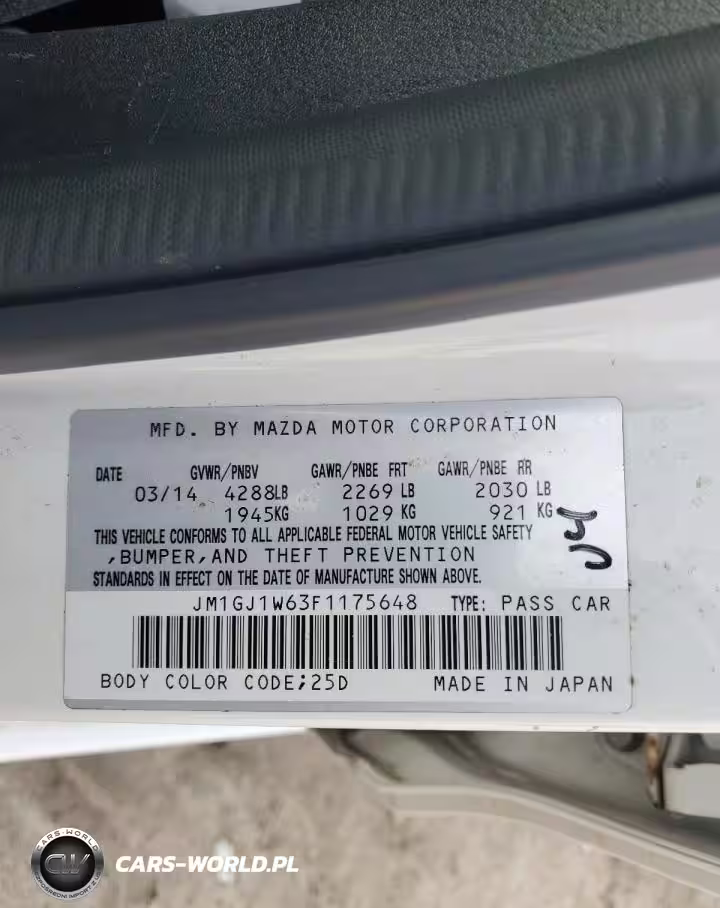 MFD. BY MAZDA MOTOR CORPORATION
DATE GVWR/PNBV GAWR/PNBE FRT GAWR/PNBE RR
03/14 4288LB 2269 LB 2030 LB
1945KG 1029 KG 921 KG
THIS VEHICLE CONFORMS TO ALL APPLICABLE FEDERAL MOTOR VEHICLE SAFETY
,BUMPER,AND THEFT PREVENTION
STANDARDS IN EFFECT ON THE DATE OF MANUFACTURE SHOWN ABOVE.
JM1GJ1W63F1175648 TYPE: PASS CAR
BODY COLOR CODE;25D MADE IN JAPAN
CARS-WORLD
CW
CARS-WORLD.PL